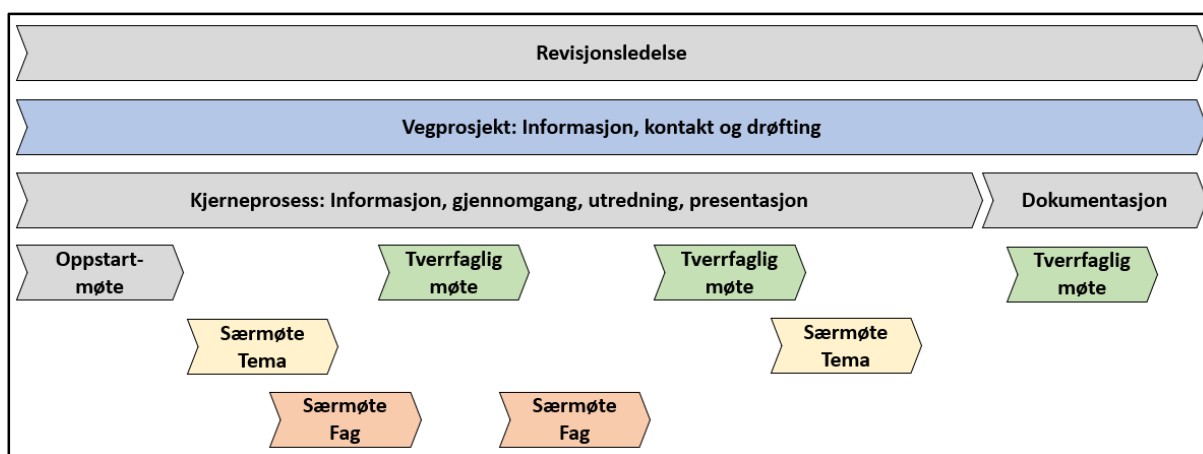 Revisjonsledelse
Vegprosjekt: Informasjon, kontakt og drøfting
Kjerneprosess: Informasjon, gjennomgang, utredning, presentasjon
Dokumentasjon
Oppstart-
møte
Tverrfaglig
møte
Tverrfaglig
møte
Tverrfaglig
møte
Særmøte
Tema
Særmøte
Tema
Særmøte
Fag
Særmøte
Fag